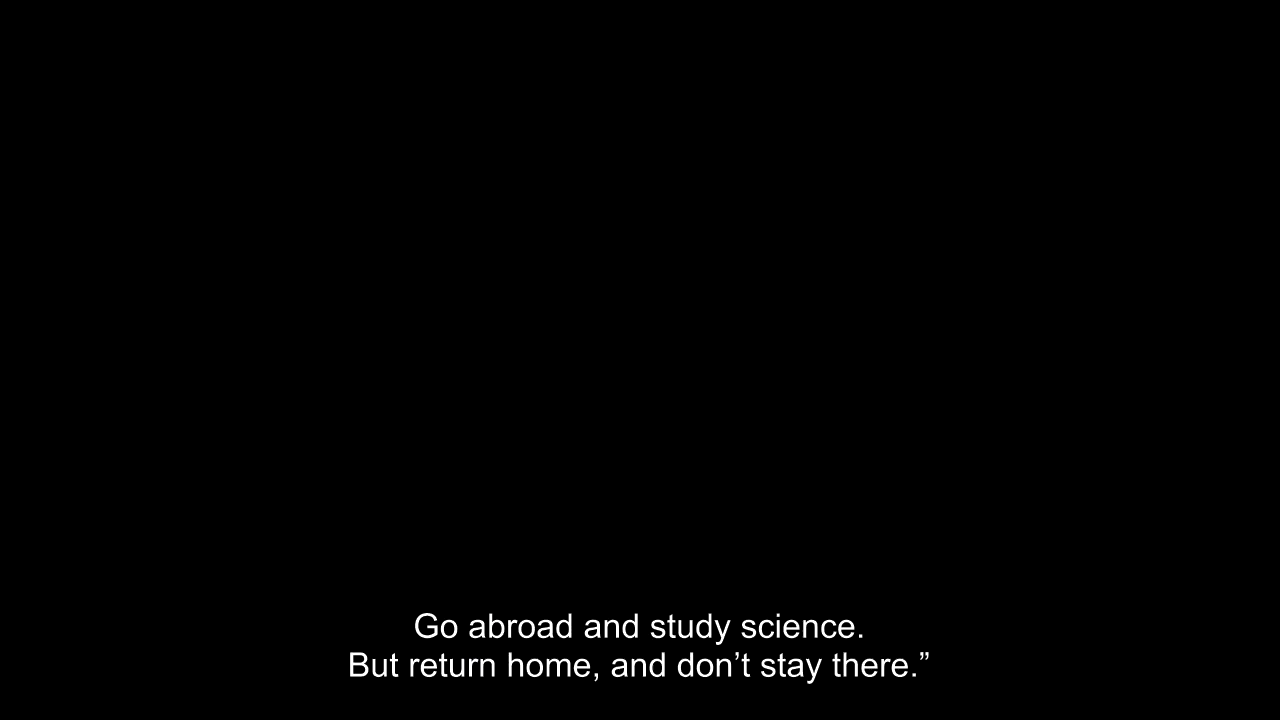 Go abroad and study science.
But return home, and don’t stay there.”